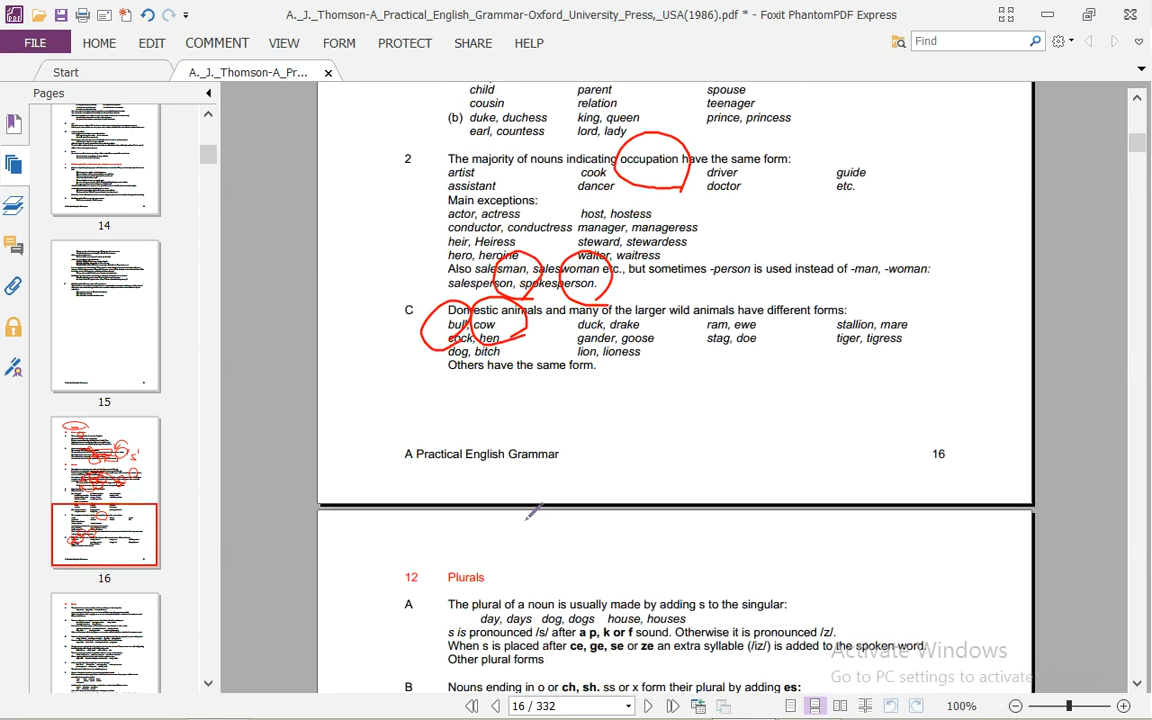 A._J._Thomson-A_Practical_English_Grammar-Oxford_University_Press,_USA(1986).pdf * - Foxit PhantomPDF Express
FILE HOME EDIT COMMENT VIEW FORM PROTECT SHARE HELP Find
Start A._J._Thomson-A_Pr...
Pages
child parent spouse
cousin relation teenager
(b) duke, duchess king, queen prince, princess
earl, countess lord, lady
2 The majority of nouns indicating occupation have the same form:
artist cook driver guide
assistant dancer doctor etc.
Main exceptions:
actor, actress host, hostess
conductor, conductress manager, manageress
heir, Heiress steward, stewardess
hero, heroine waiter, waitress
Also salesman, saleswoman etc., but sometimes -person is used instead of -man, -woman:
salesperson, spokesperson.
C Domestic animals and many of the larger wild animals have different forms:
bull, cow duck, drake ram, ewe stallion, mare
cock, hen gander, goose stag, doe tiger, tigress
dog, bitch lion, lioness
Others have the same form.
A Practical English Grammar 16
12 Plurals
A The plural of a noun is usually made by adding s to the singular:
day, days dog, dogs house, houses
s is pronounced /s/ after a p, k or f sound. Otherwise it is pronounced /z/.
When s is placed after ce, ge, se or ze an extra syllable (/iz/) is added to the spoken word.
Other plural forms
B Nouns ending in o or ch, sh. ss or x form their plural by adding es:
14
15
16
Activate Windows
Go to PC settings to activate
16 / 332 100%